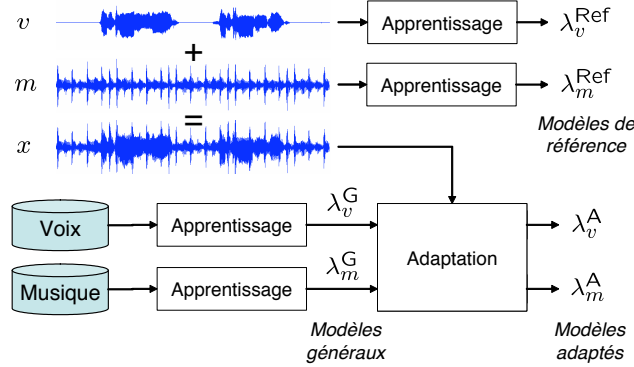 v Apprentissage λ_v^Ref
+
m Apprentissage λ_m^Ref
=
Modèles de
référence
x
Voix Apprentissage λ_v^G Adaptation λ_v^A
Musique Apprentissage λ_m^G λ_m^A
Modèles
généraux
Modèles
adaptés